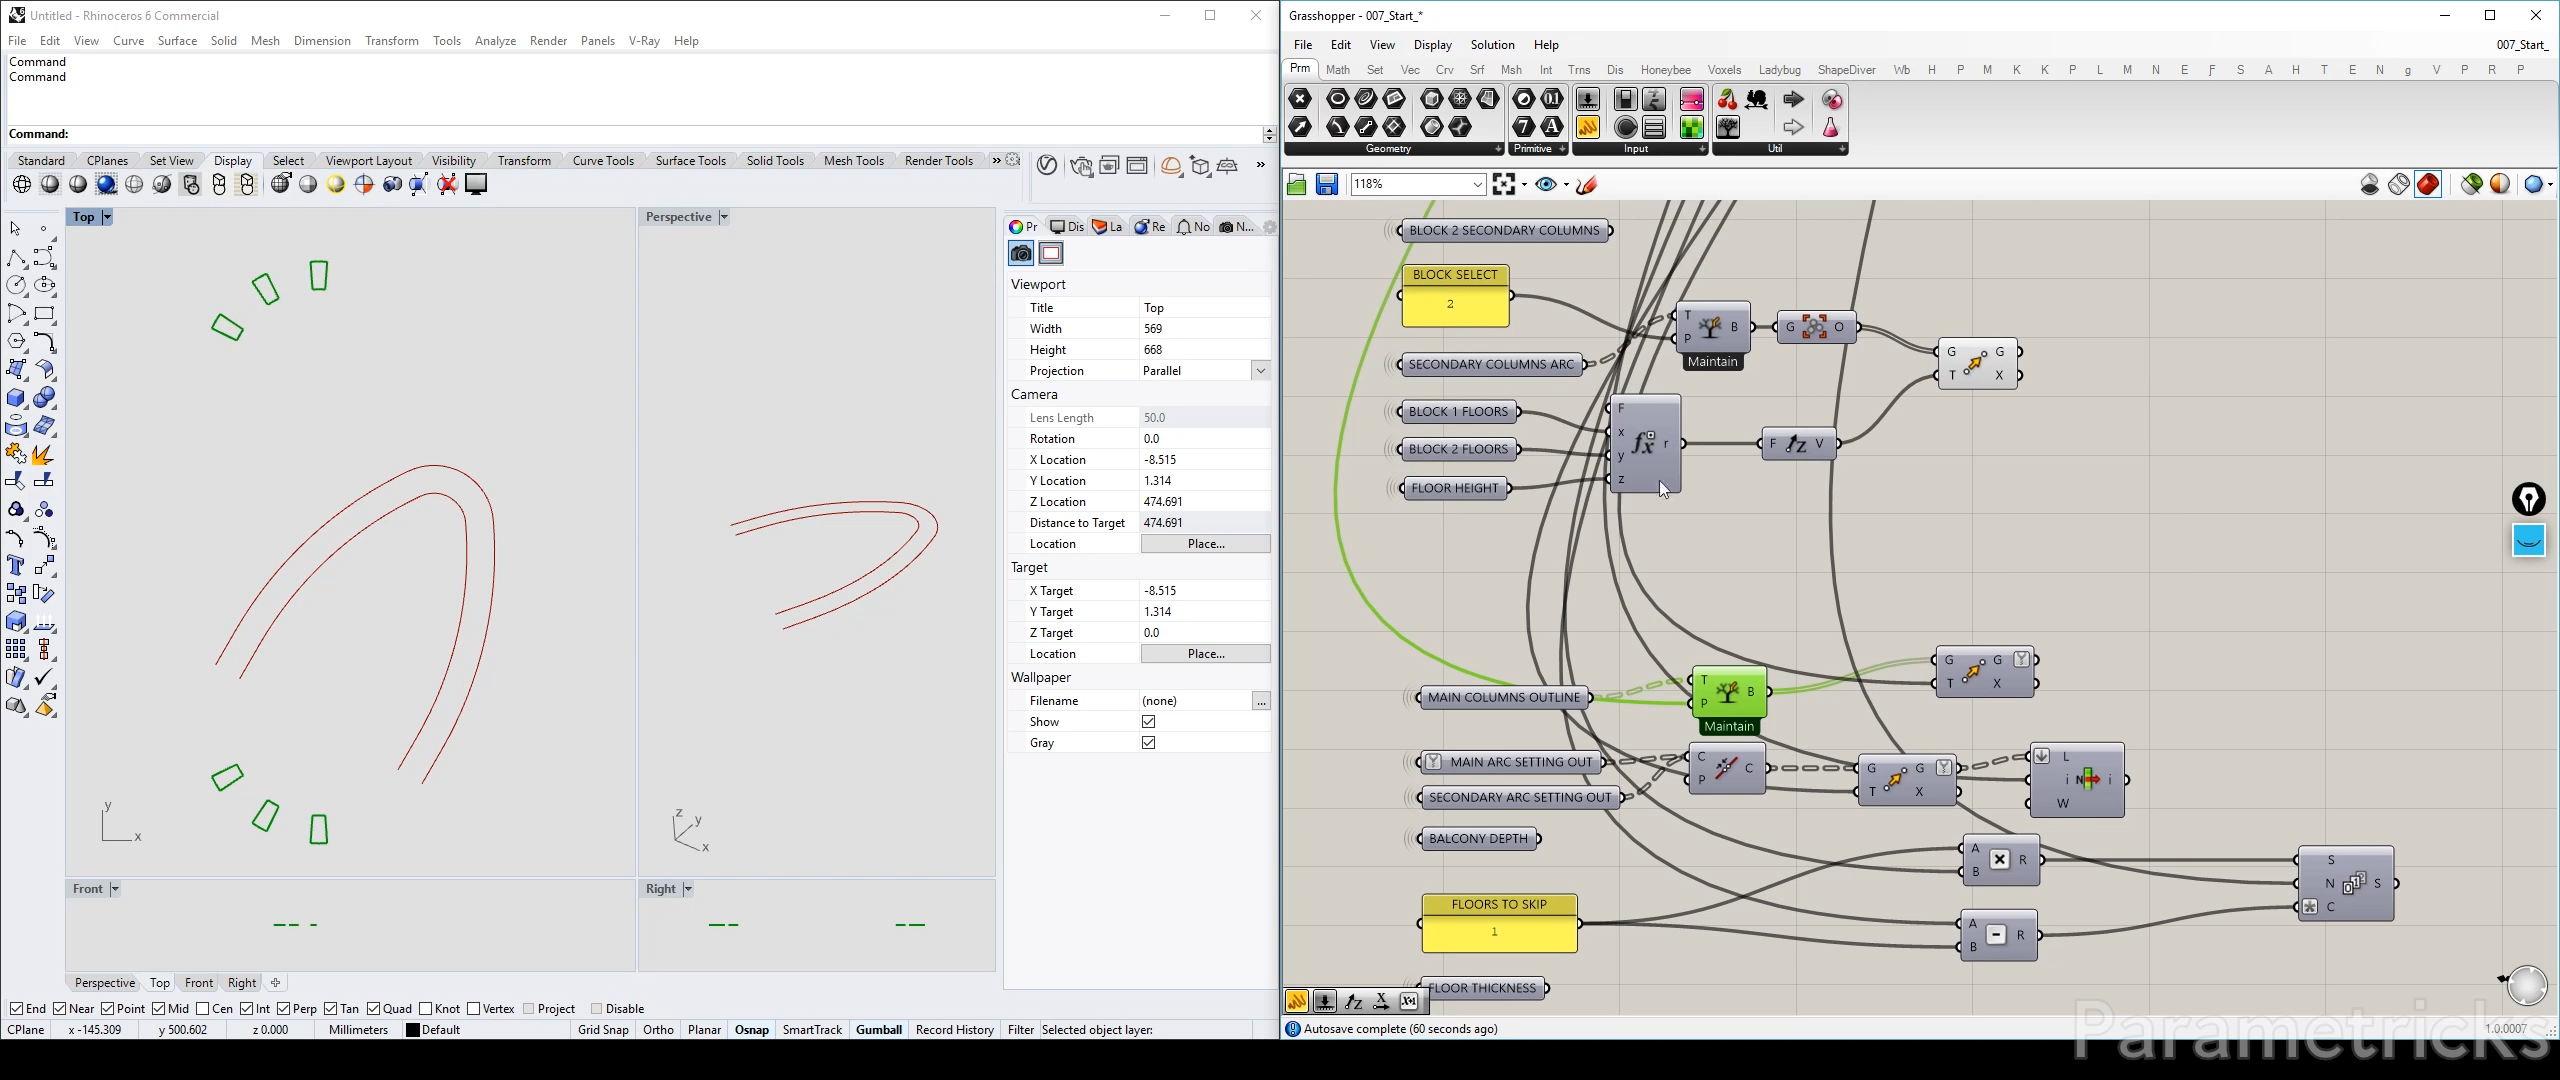 Untitled - Rhinoceros 6 Commercial
File Edit View Curve Surface Solid Mesh Dimension Transform Tools Analyze Render Panels V-Ray Help
Command
Command
Command:
Standard CPlanes Set View Display Select Viewport Layout Visibility Transform Curve Tools Surface Tools Solid Tools Mesh Tools Render Tools »
»
Top
Perspective
y
x
z
y
x
Front
Right
Perspective Top Front Right
Pr Dis La Re No N...
Viewport
Title Top
Width 569
Height 668
Projection Parallel
Camera
Lens Length 50.0
Rotation 0.0
X Location -8.515
Y Location 1.314
Z Location 474.691
Distance to Target 474.691
Location Place...
Target
X Target -8.515
Y Target 1.314
Z Target 0.0
Location Place...
Wallpaper
Filename (none) ...
Show
Gray
End Near Point Mid Cen Int Perp Tan Quad Knot Vertex Project Disable
CPlane x -145.309 y 500.602 z 0.000 Millimeters Default Grid Snap Ortho Planar Osnap SmartTrack Gumball Record History Filter Selected object layer:
Grasshopper - 007_Start_*
File Edit View Display Solution Help 007_Start_
Prm Math Set Vec Crv Srf Msh Int Trns Dis Honeybee Voxels Ladybug ShapeDiver Wb H P M K K P L M N E F S A H T E N g V P R P
Geometry Primitive Input Util
118%
BLOCK 2 SECONDARY COLUMNS
BLOCK SELECT
2
T B
P
Maintain
G O
G G
T X
SECONDARY COLUMNS ARC
BLOCK 1 FLOORS
BLOCK 2 FLOORS
FLOOR HEIGHT
F
x
y
z
fx r
F Z V
MAIN COLUMNS OUTLINE
T B
P
Maintain
G G
T X
MAIN ARC SETTING OUT
SECONDARY ARC SETTING OUT
C C
P
G G
T X
L
i N i
W
BALCONY DEPTH
A R
B
FLOORS TO SKIP
1
A R
B
S
N S
C
FLOOR THICKNESS
Autosave complete (60 seconds ago)
1.0.0007
Parametricks